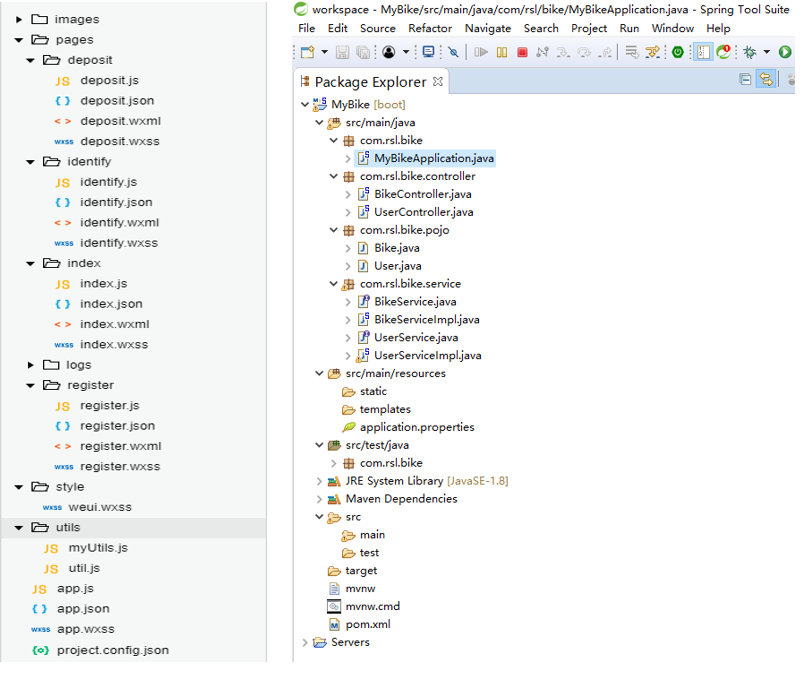 images
pages
deposit
JS deposit.js
{ } deposit.json
< > deposit.wxml
wxss deposit.wxss
identify
JS identify.js
{ } identify.json
< > identify.wxml
wxss identify.wxss
index
JS index.js
{ } index.json
< > index.wxml
wxss index.wxss
logs
register
JS register.js
{ } register.json
< > register.wxml
wxss register.wxss
style
wxss weui.wxss
utils
JS myUtils.js
JS util.js
JS app.js
{ } app.json
wxss app.wxss
{o} project.config.json
workspace - MyBike/src/main/java/com/rsl/bike/MyBikeApplication.java - Spring Tool Suite
File Edit Source Refactor Navigate Search Project Run Window Help
Package Explorer
MyBike [boot]
src/main/java
com.rsl.bike
MyBikeApplication.java
com.rsl.bike.controller
BikeController.java
UserController.java
com.rsl.bike.pojo
Bike.java
User.java
com.rsl.bike.service
BikeService.java
BikeServiceImpl.java
UserService.java
UserServiceImpl.java
src/main/resources
static
templates
application.properties
src/test/java
com.rsl.bike
JRE System Library [JavaSE-1.8]
Maven Dependencies
src
main
test
target
mvnw
mvnw.cmd
pom.xml
Servers